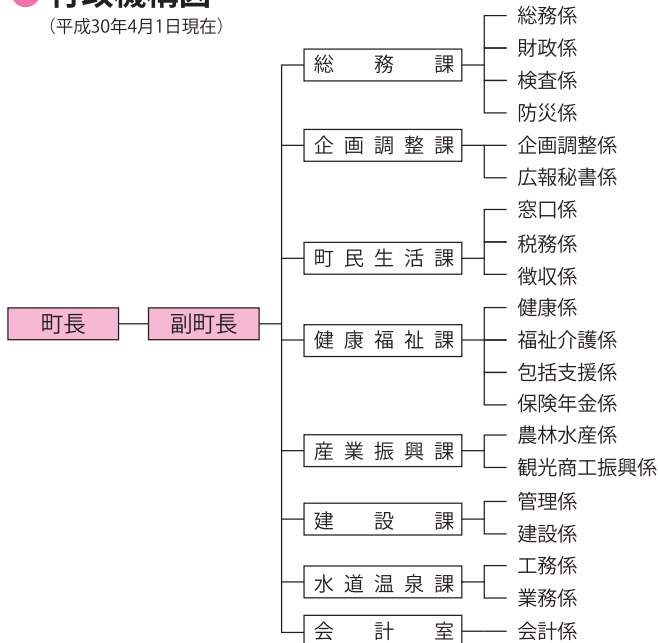 行政機構図
（平成30年4月1日現在）
町長
副町長
総務課
総務係
財政係
検査係
防災係
企画調整課
企画調整係
広報秘書係
町民生活課
窓口係
税務係
徴収係
健康福祉課
健康係
福祉介護係
包括支援係
保険年金係
産業振興課
農林水産係
観光商工振興係
建設課
管理係
建設係
水道温泉課
工務係
業務係
会計室
会計係